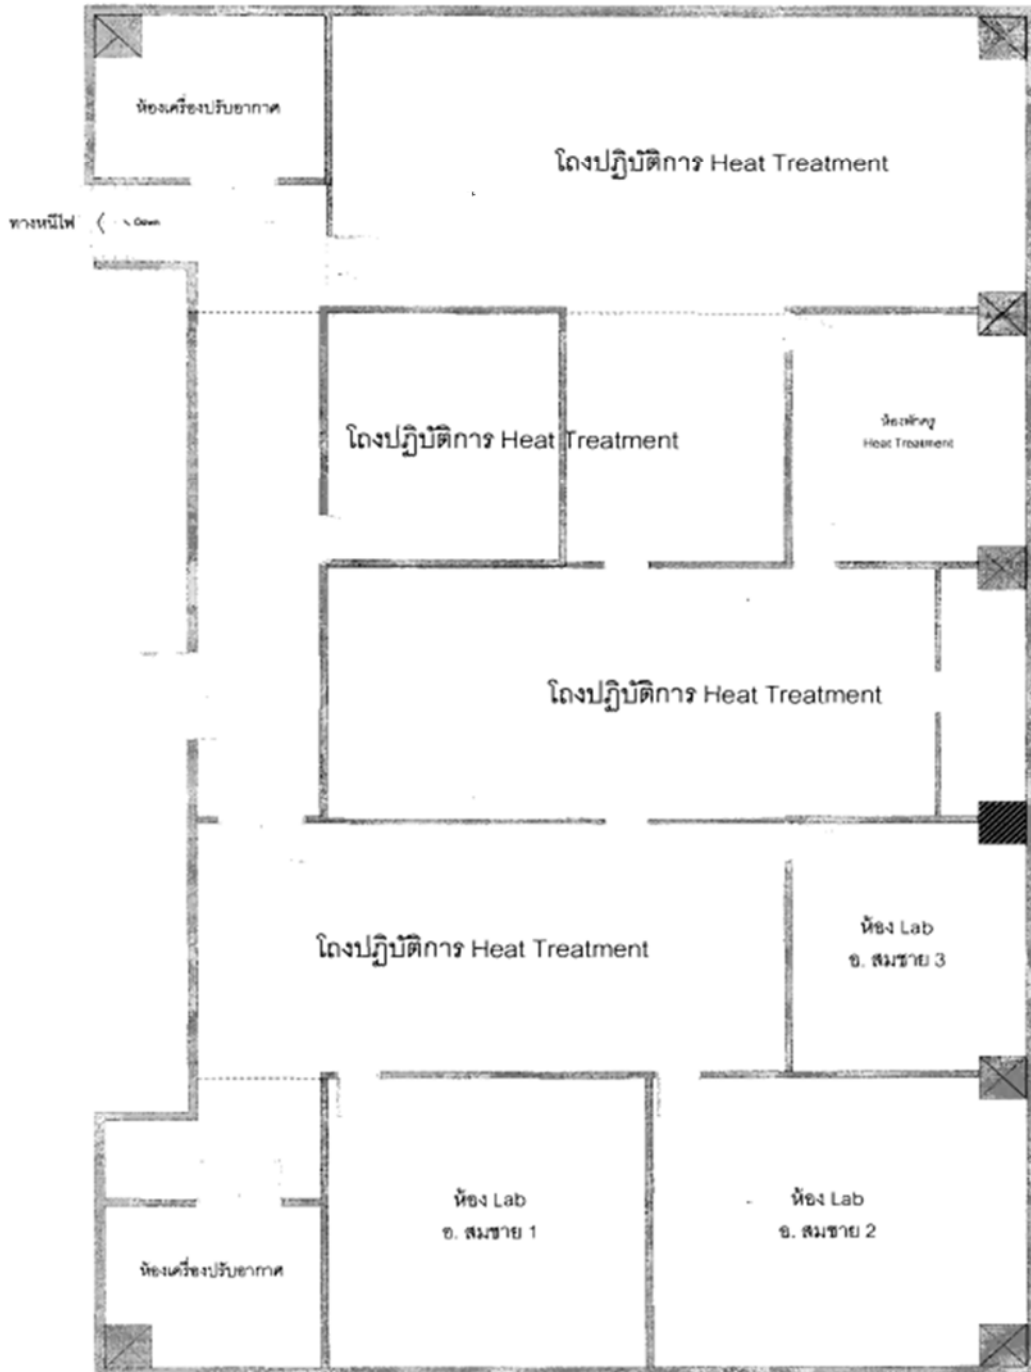 ห้องเครื่องปรับอากาศ
โถงปฏิบัติการ Heat Treatment
ทางหนีไฟ
Down
โถงปฏิบัติการ Heat Treatment
ห้องพักครู
Heat Treatment
โถงปฏิบัติการ Heat Treatment
โถงปฏิบัติการ Heat Treatment
ห้อง Lab
อ. สมชาย 3
ห้อง Lab
อ. สมชาย 1
ห้อง Lab
อ. สมชาย 2
ห้องเครื่องปรับอากาศ